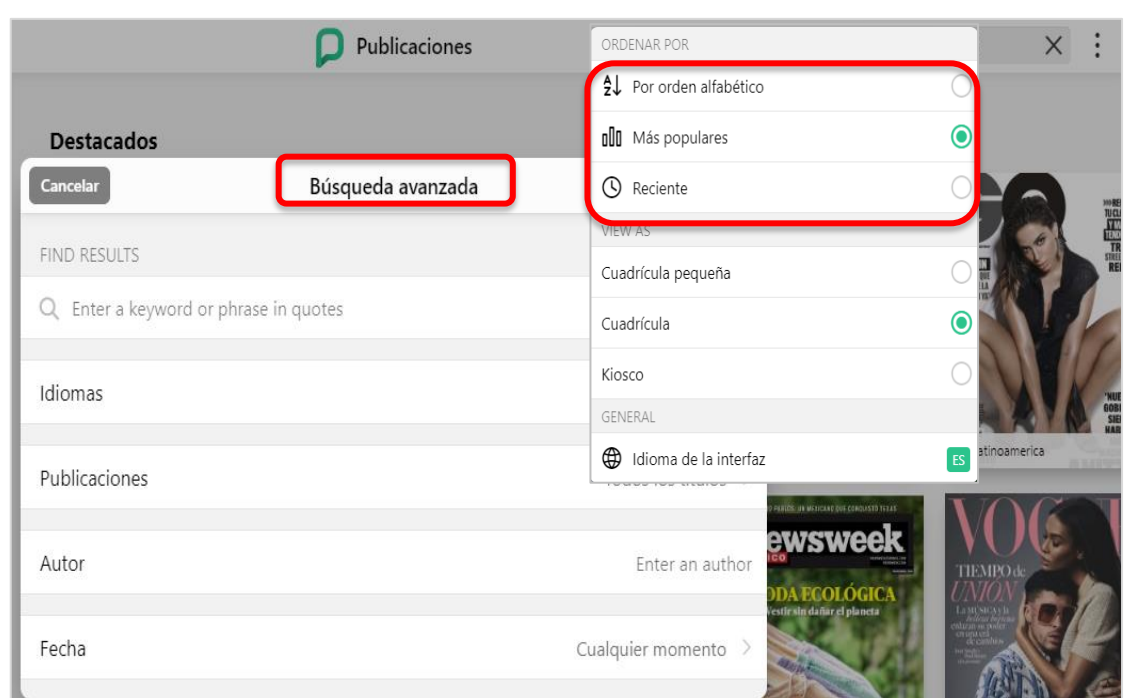 Publicaciones
Destacados
Cancelar
Búsqueda avanzada
FIND RESULTS
Enter a keyword or phrase in quotes
Idiomas
Publicaciones
Autor
Enter an author
Fecha
Cualquier momento
ORDENAR POR
Por orden alfabético
Más populares
Reciente
VIEW AS
Cuadrícula pequeña
Cuadrícula
Kiosco
GENERAL
Idioma de la interfaz
ES
atinoamerica
ewsweek
ODA ECOLÓGICA
Vestir sin dañar el planeta
VOGU
TIEMPO de
UNIÓN